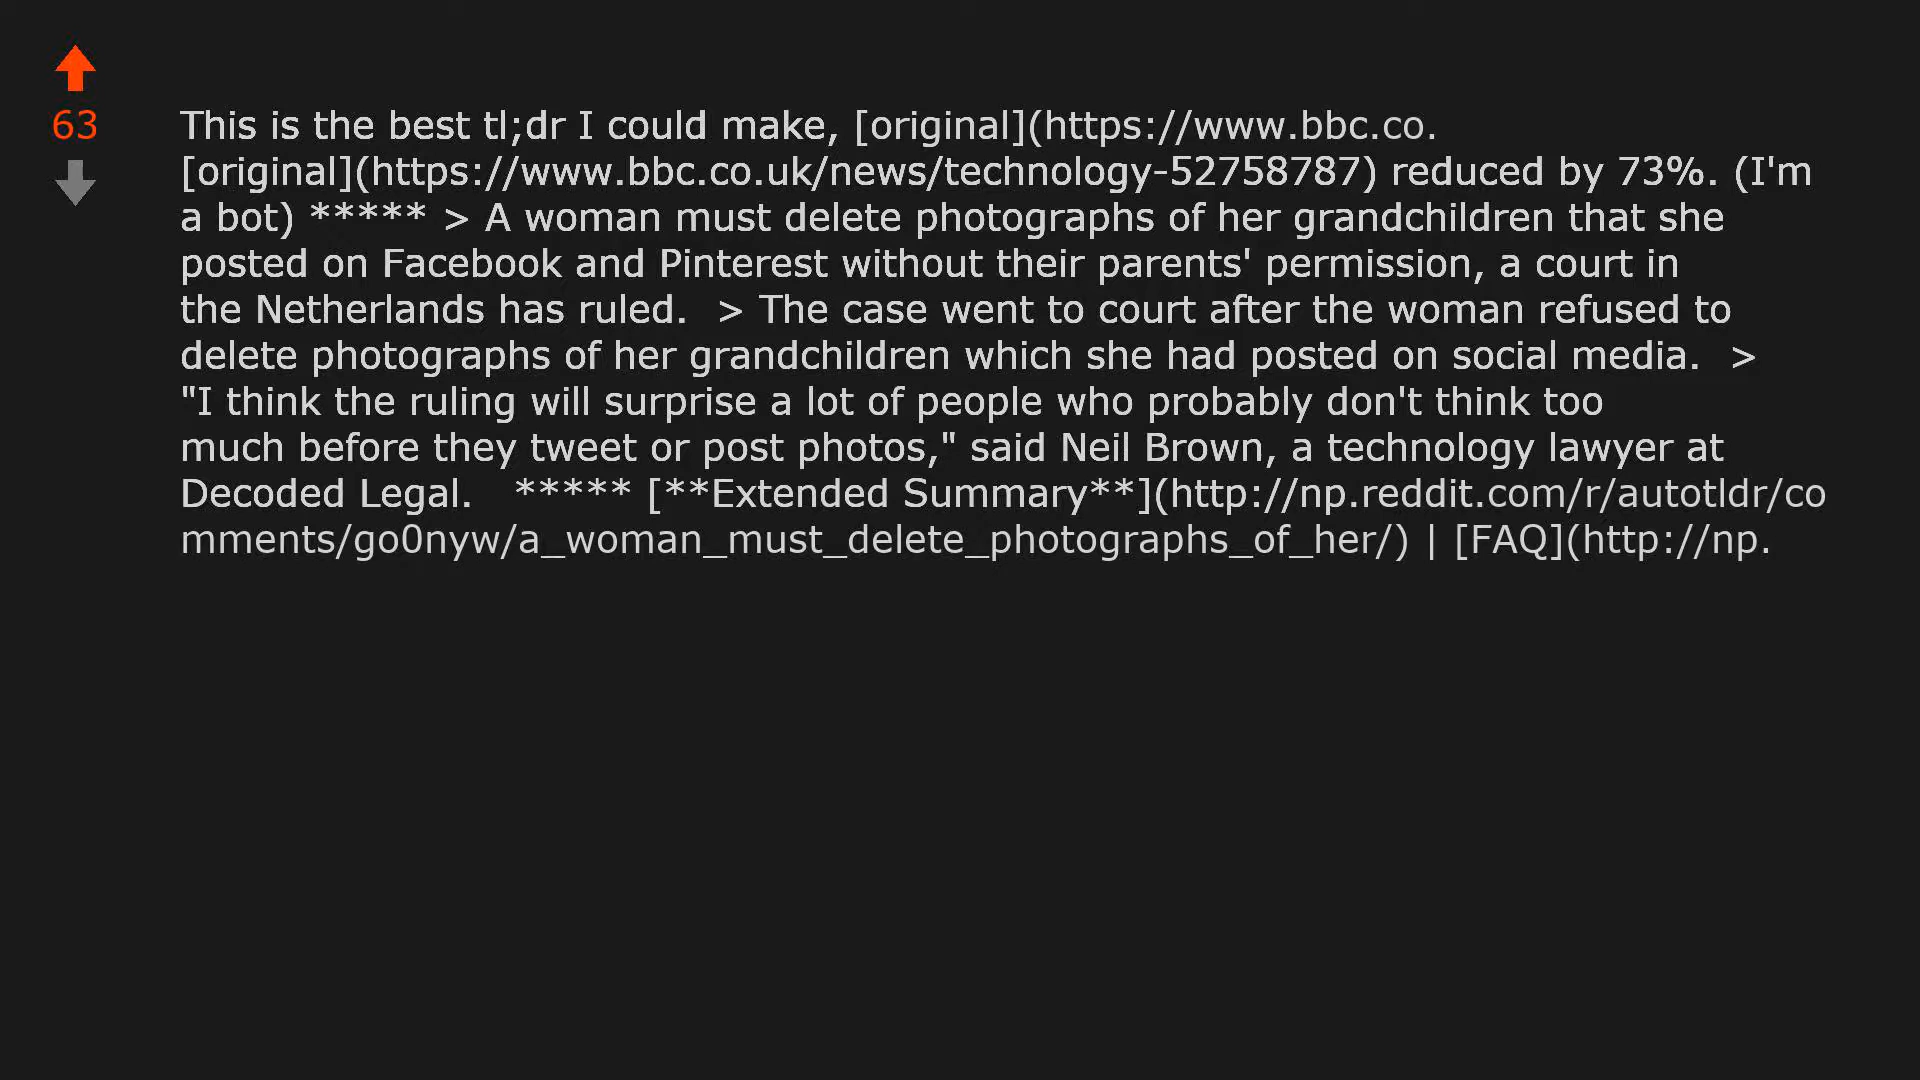 63
This is the best tl;dr I could make, [original](https://www.bbc.co.
[original](https://www.bbc.co.uk/news/technology-52758787) reduced by 73%. (I'm
a bot) ***** > A woman must delete photographs of her grandchildren that she
posted on Facebook and Pinterest without their parents' permission, a court in
the Netherlands has ruled.  > The case went to court after the woman refused to
delete photographs of her grandchildren which she had posted on social media.  >
"I think the ruling will surprise a lot of people who probably don't think too
much before they tweet or post photos," said Neil Brown, a technology lawyer at
Decoded Legal.   ***** [**Extended Summary**](http://np.reddit.com/r/autotldr/co
mments/go0nyw/a_woman_must_delete_photographs_of_her/) | [FAQ](http://np.